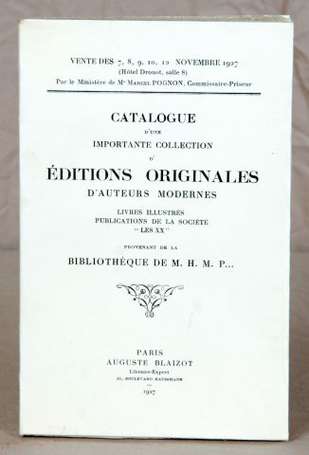 VENTE DES 7, 8, 9, 10, 12 NOVEMBRE 1927
(Hôtel Drouot, salle 8)
Par le Ministère de Me MARCEL POGNON, Commissaire-Priseur
CATALOGUE
D'UNE
IMPORTANTE COLLECTION
D'
ÉDITIONS ORIGINALES
D'AUTEURS MODERNES
LIVRES ILLUSTRÉS
PUBLICATIONS DE LA SOCIÉTÉ
"LES XX"
PROVENANT DE LA
BIBLIOTHÈQUE DE M. H. M. P...
PARIS
AUGUSTE BLAIZOT
Libraire-Expert
BOULEVARD HAUSSMANN
1927